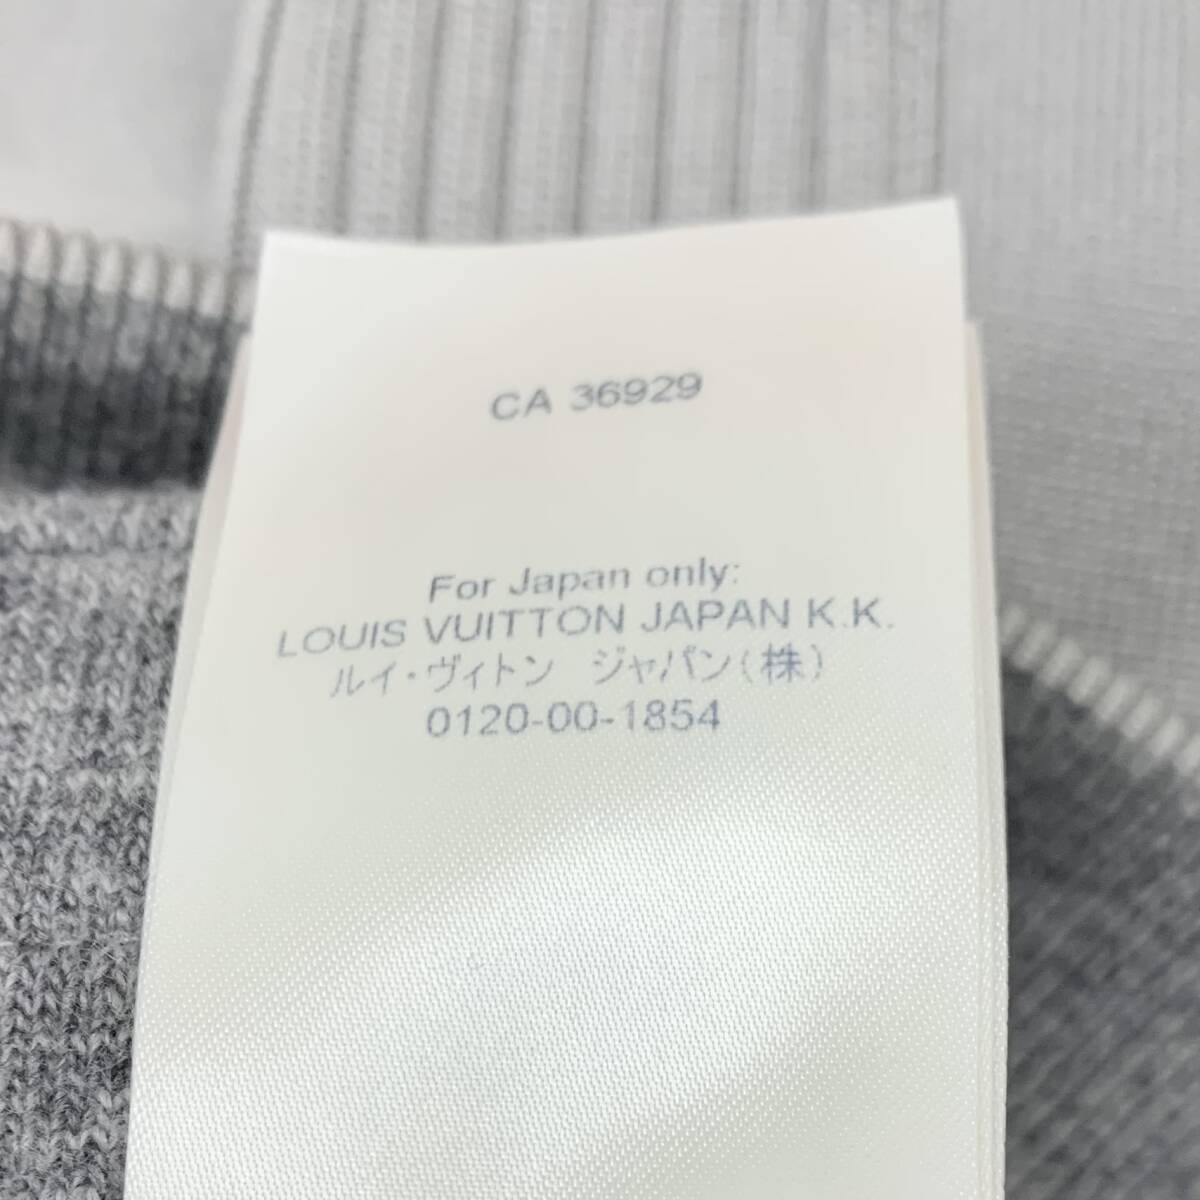 CA 36929
For Japan only:
LOUIS VUITTON JAPAN K.K.
ルイ・ヴィトン　ジャパン(株)
0120-00-1854